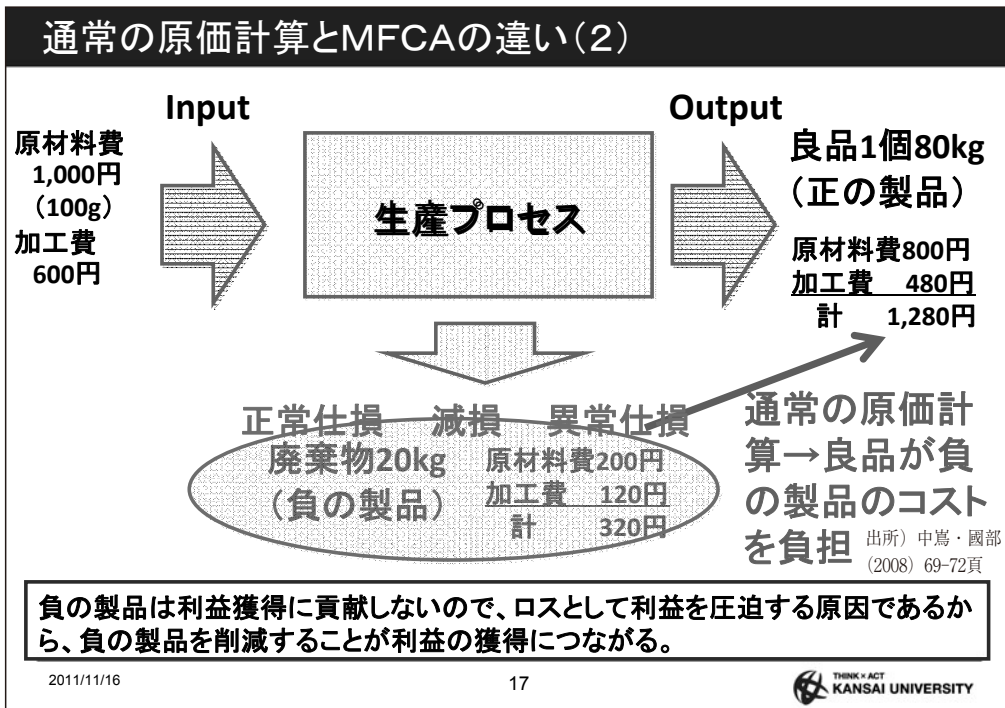 通常の原価計算とMFCAの違い（２）
Input
Output
原材料費
1,000円
（100g）
加工費
600円
生産プロセス
良品1個80kg
（正の製品）
原材料費800円
加工費 480円
計 1,280円
正常仕損 減損 異常仕損
廃棄物20kg
（負の製品）
原材料費200円
加工費 120円
計 320円
通常の原価計
算→良品が負
の製品のコスト
を負担
出所）中嶌・國部
（2008）69-72頁
負の製品は利益獲得に貢献しないので、ロスとして利益を圧迫する原因であるか
ら、負の製品を削減することが利益の獲得につながる。
2011/11/16
17
THINK × ACT
KANSAI UNIVERSITY